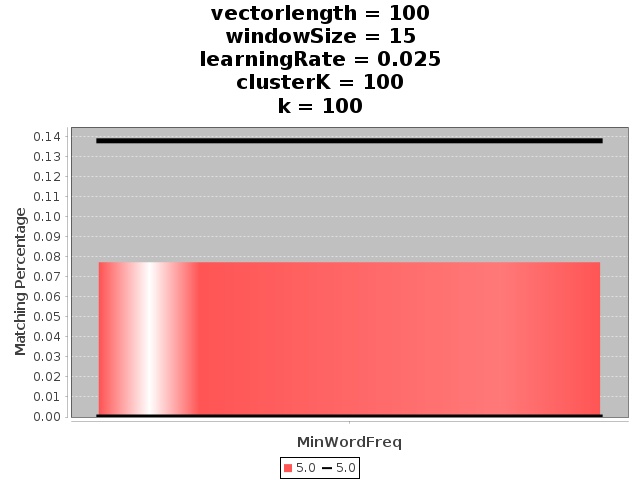 vectorlength = 100
windowSize = 15
learningRate = 0.025
clusterK = 100
k = 100
0.14
0.13
0.12
0.11
0.10
0.09
0.08
0.07
0.06
0.05
0.04
0.03
0.02
0.01
0.00
Matching Percentage
MinWordFreq
5.0 5.0